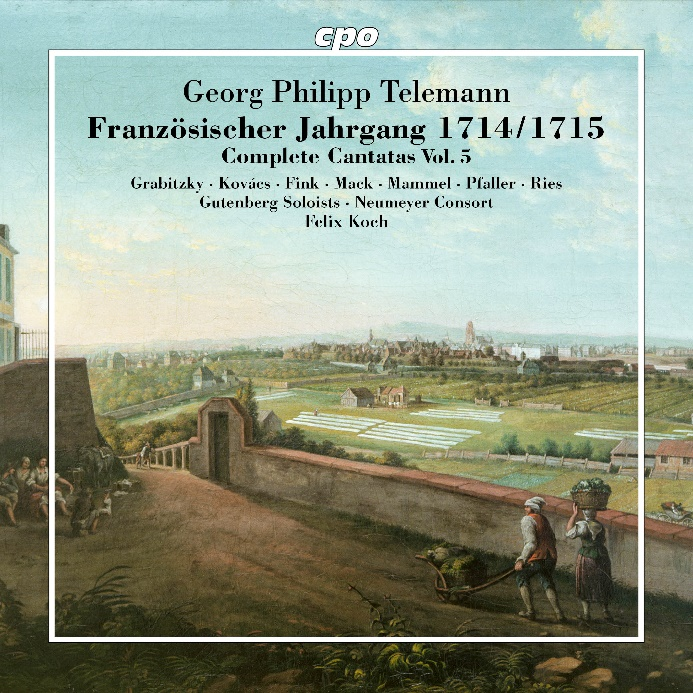 cpo
Georg Philipp Telemann
Französischer Jahrgang 1714/1715
Complete Cantatas Vol. 5
Grabitzky · Kovács · Fink · Mack · Mammel · Pfaller · Ries
Gutenberg Soloists · Neumeyer Consort
Felix Koch